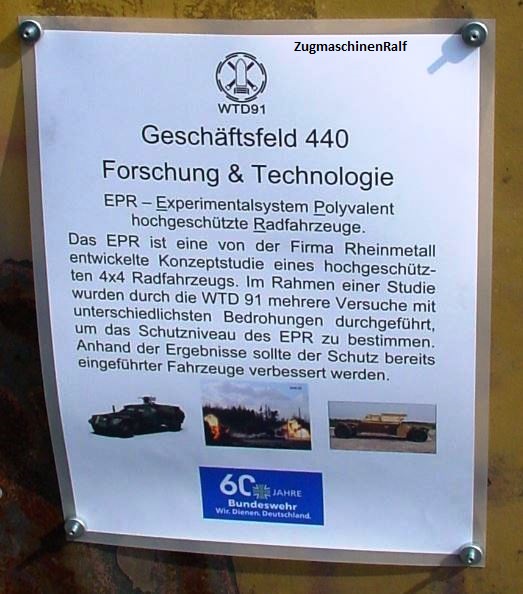 ZugmaschinenRalf
WTD91
Geschäftsfeld 440
Forschung & Technologie
EPR – Experimentalsystem Polyvalent
hochgeschützte Radfahrzeuge.
Das EPR ist eine von der Firma Rheinmetall
entwickelte Konzeptstudie eines hochgeschütz-
ten 4x4 Radfahrzeugs. Im Rahmen einer Studie
wurden durch die WTD 91 mehrere Versuche mit
unterschiedlichsten Bedrohungen durchgeführt,
um das Schutzniveau des EPR zu bestimmen.
Anhand der Ergebnisse sollte der Schutz bereits
eingeführter Fahrzeuge verbessert werden.
60 JAHRE
Bundeswehr
Wir. Dienen. Deutschland.